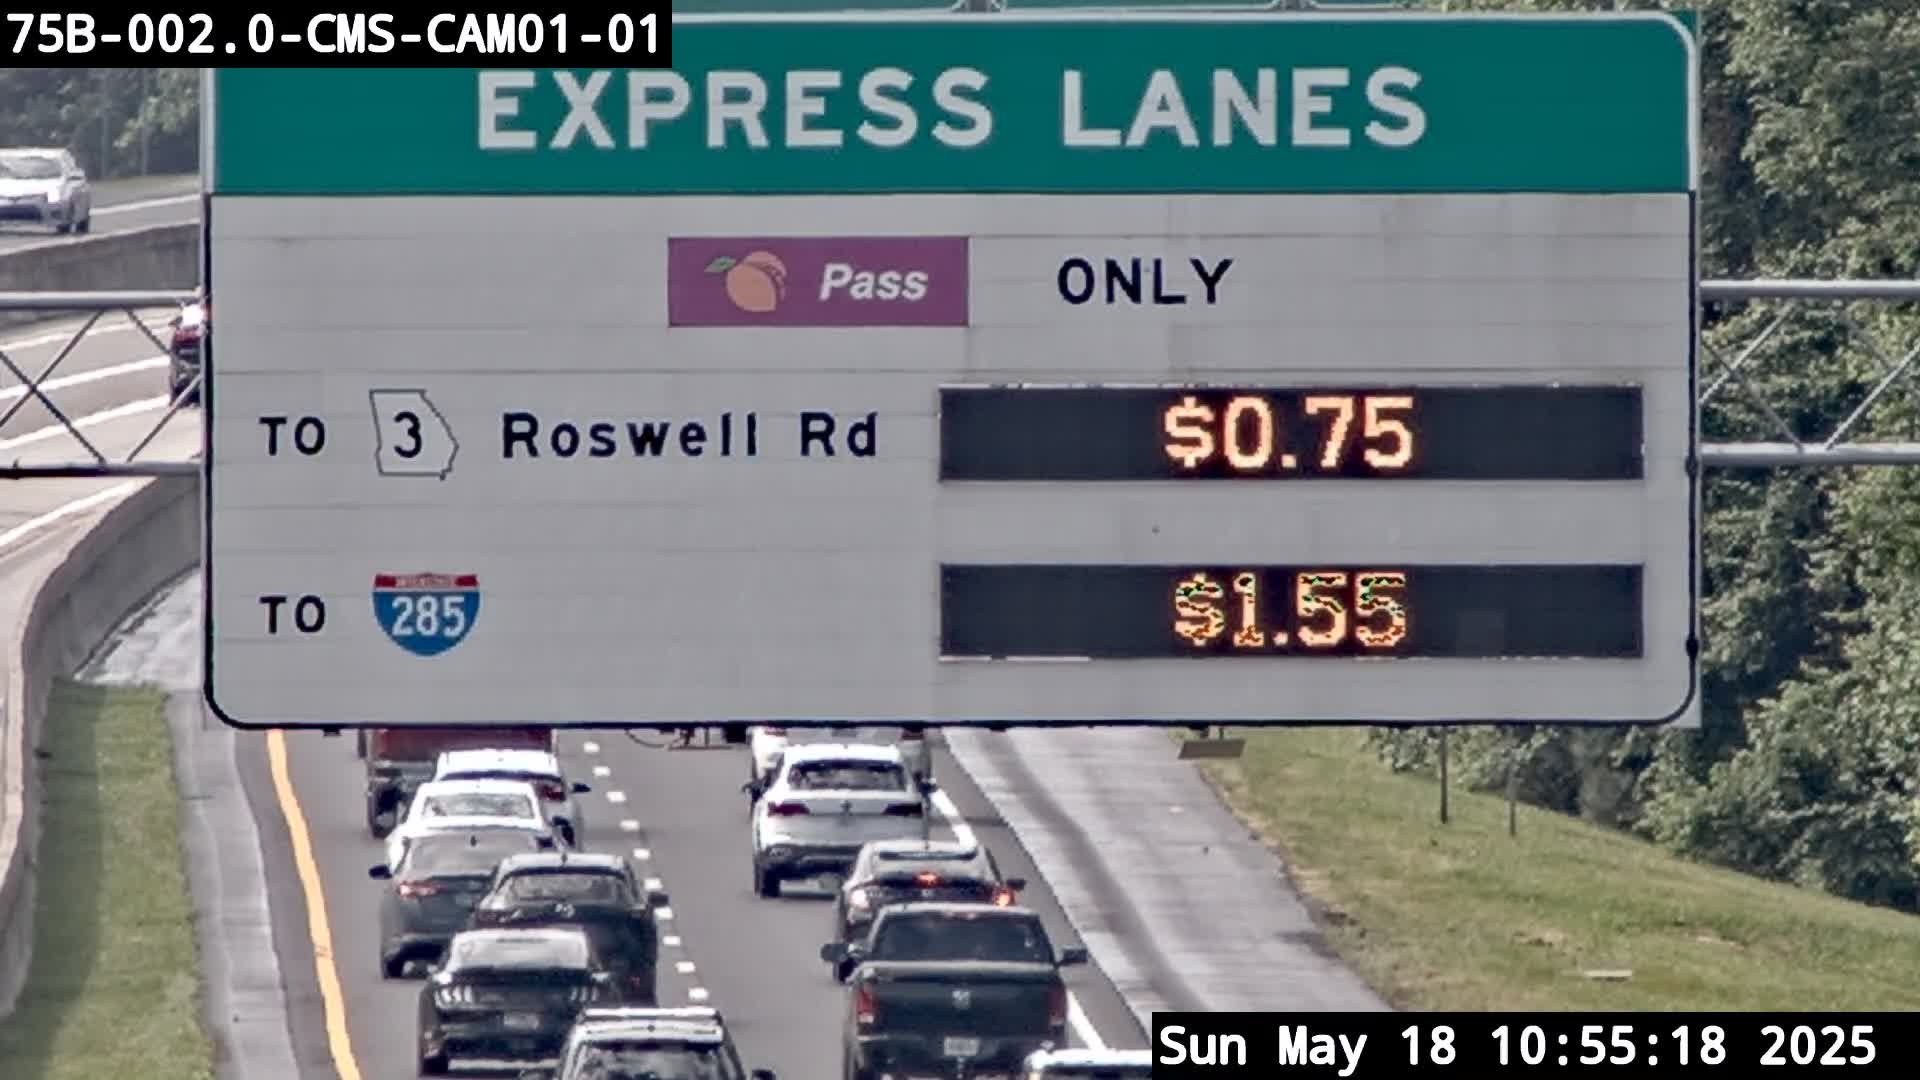 75B-002.0-CMS-CAM01-01
EXPRESS LANES
Pass ONLY
TO 3 Roswell Rd $0.75
TO 285 $1.55
Sun May 18 10:55:18 2025